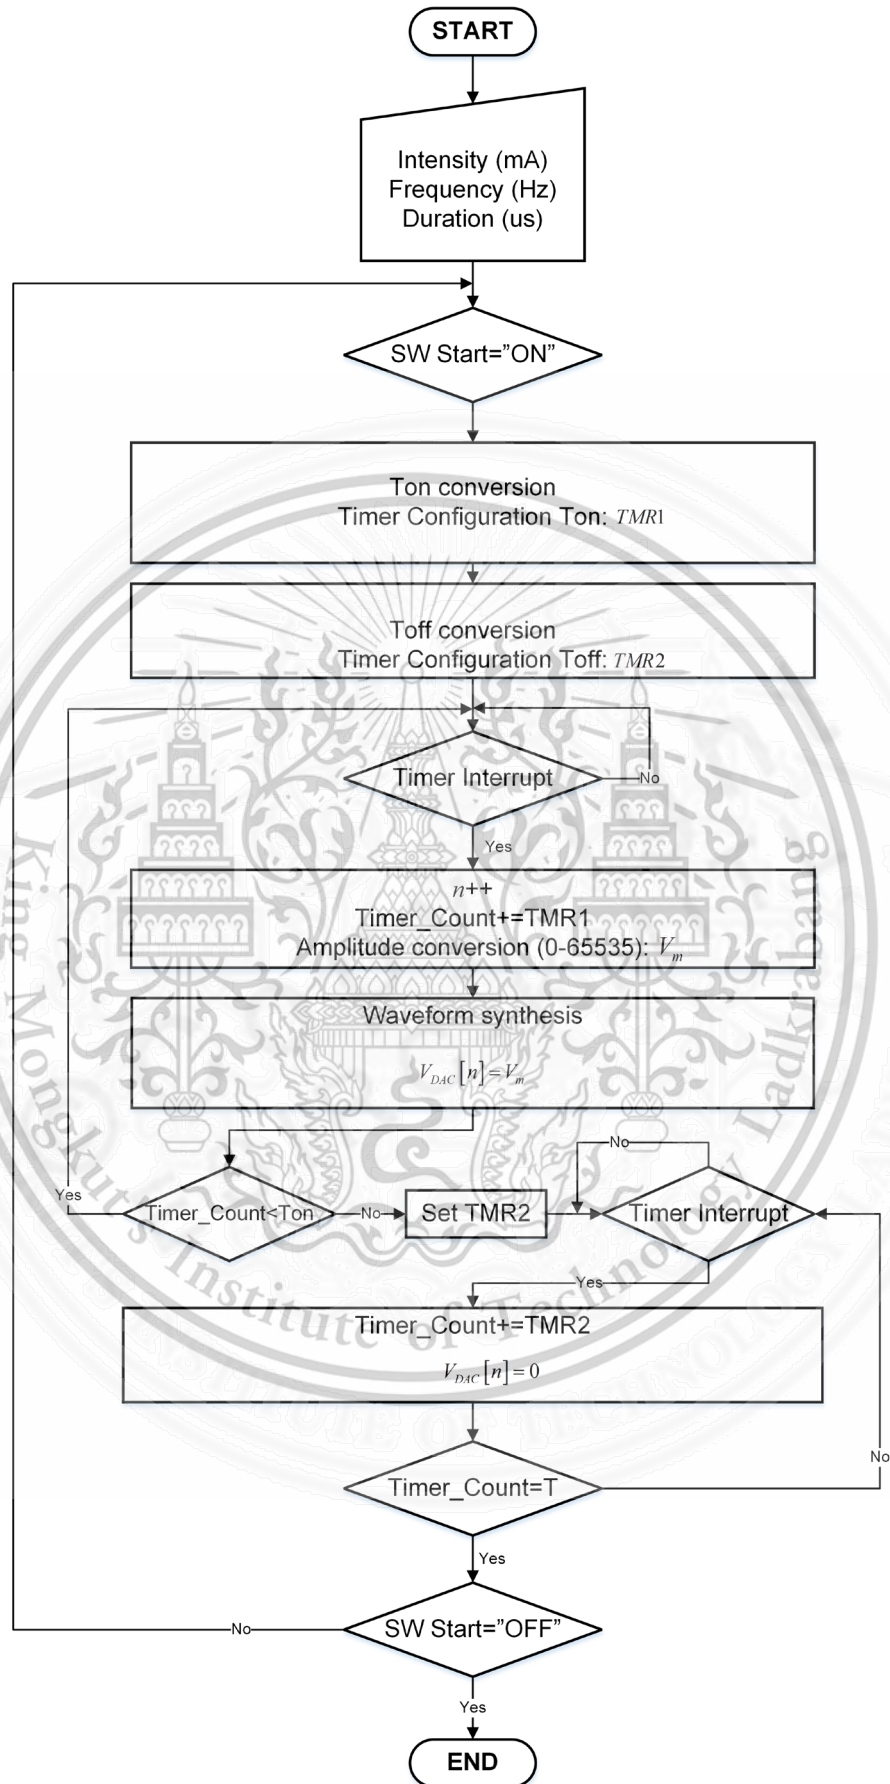 START
Intensity (mA)
Frequency (Hz)
Duration (us)
SW Start=”ON”
Ton conversion
Timer Configuration Ton: TMR1
Toff conversion
Timer Configuration Toff: TMR2
Timer Interrupt
No
Yes
n++
Timer_Count+=TMR1
Amplitude conversion (0-65535): Vm
Waveform synthesis
VDAC[n]=Vm
Yes
Timer_Count<Ton
No
Set TMR2
No
Timer Interrupt
Yes
Timer_Count+=TMR2
VDAC[n]=0
Timer_Count=T
No
Yes
SW Start=”OFF”
No
Yes
END
King Mongkut's Institute of Technology Ladkrabang
INSTITUTE OF TECHNOLOGY